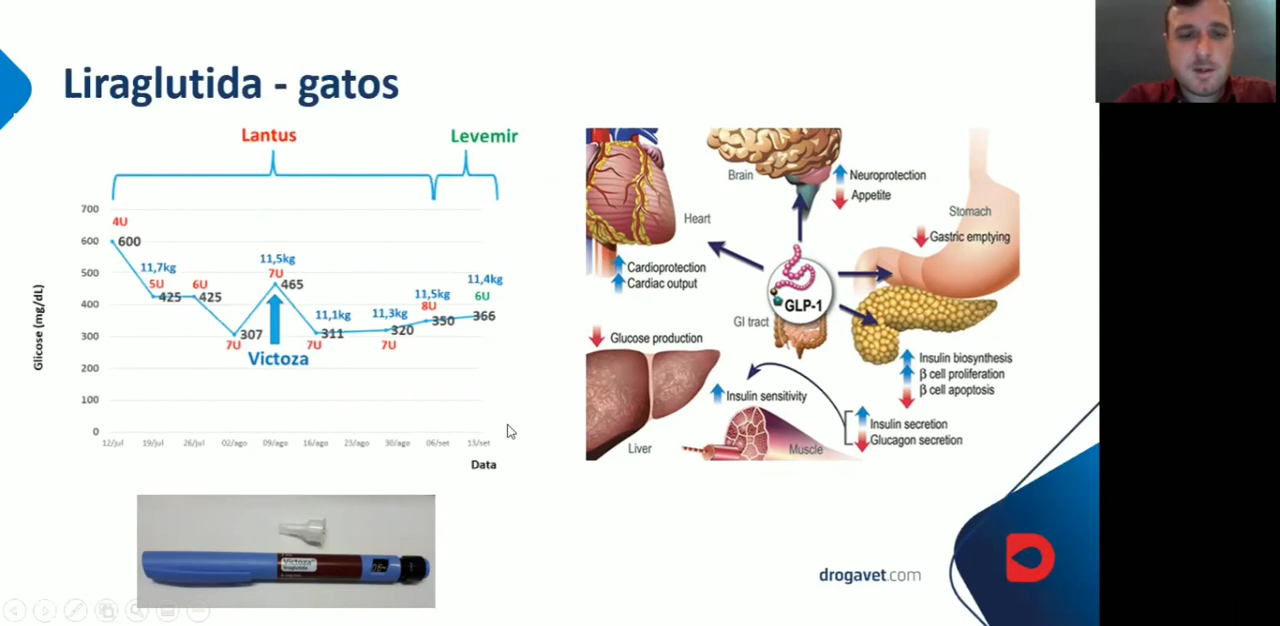 Liraglutida - gatos
Lantus
Levemir
Glicose (mg/dL)
700
600
500
400
300
200
100
0
4U
600
11,7kg
5U
425
6U
425
307
7U
11,5kg
7U
465
Victoza
11,1kg
311
7U
11,3kg
320
7U
11,5kg
8U
350
11,4kg
6U
366
12/jul
19/jul
26/jul
02/ago
09/ago
16/ago
23/ago
30/ago
06/set
13/set
Data
Brain
Neuroprotection
Appetite
Heart
Cardioprotection
Cardiac output
Stomach
Gastric emptying
GLP-1
GI tract
Glucose production
Insulin biosynthesis
β cell proliferation
β cell apoptosis
Insulin sensitivity
Insulin secretion
Glucagon secretion
Liver
Muscle
Victoza
liraglutida
drogavet.com